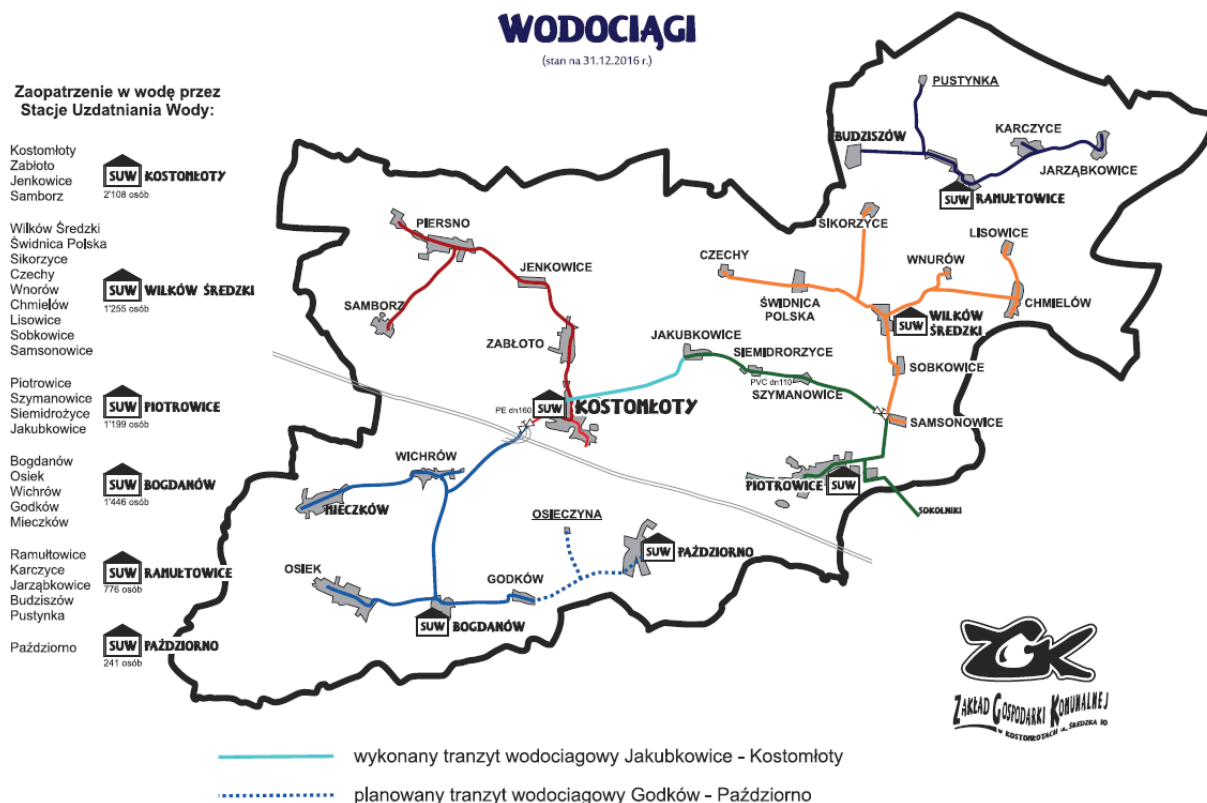 WODOCIĄGI
(stan na 31.12.2016 r.)
Zaopatrzenie w wodę przez
Stacje Uzdatniania Wody:
Kostomłoty
Zabłoto
Jenkowice
Samborz
SUW KOSTOMŁOTY
2'108 osób
Wilków Średzki
Świdnica Polska
Sikorzyce
Czechy
Wnorów
Chmielów
Lisowice
Sobkowice
Samsonowice
SUW WILKÓW ŚREDZKI
1'255 osób
Piotrowice
Szymanowice
Siemidrożyce
Jakubkowice
SUW PIOTROWICE
1'199 osób
Bogdanów
Osiek
Wichrów
Godków
Mieczków
SUW BOGDANÓW
1'446 osób
Ramułtowice
Karczyce
Jarząbkowice
Budziszów
Pustynka
SUW RAMUŁTOWICE
776 osób
Paździorno
SUW PAŹDZIORNO
241 osób
PUSTYNKA
BUDZISZÓW
KARCZYCE
JARZĄBKOWICE
SUW RAMUŁTOWICE
SIKORZYCE
LISOWICE
PIERSNO
CZECHY
WNURÓW
JENKOWICE
ŚWIDNICA
POLSKA
CHMIELÓW
SAMBORZ
SUW WILKÓW
ŚREDZKI
ZABŁOTO
JAKUBKOWICE
SIEMIDRORZYCE
SOBKOWICE
PVC dn110
SZYMANOWICE
SUW KOSTOMŁOTY
PE dn160
SAMSONOWICE
WICHRÓW
PIOTROWICE SUW
MIECZKÓW
OSIECZYNA
SOKOLNIKI
SUW PAŹDZIORNO
OSIEK
GODKÓW
SUW BOGDANÓW
ZGK
ZAKŁAD GOSPODARKI KOMUNALNEJ
W KOSTOMŁOTACH UL. ŚREDZKA 10
wykonany tranzyt wodociągowy Jakubkowice - Kostomłoty
planowany tranzyt wodociągowy Godków - Paździorno